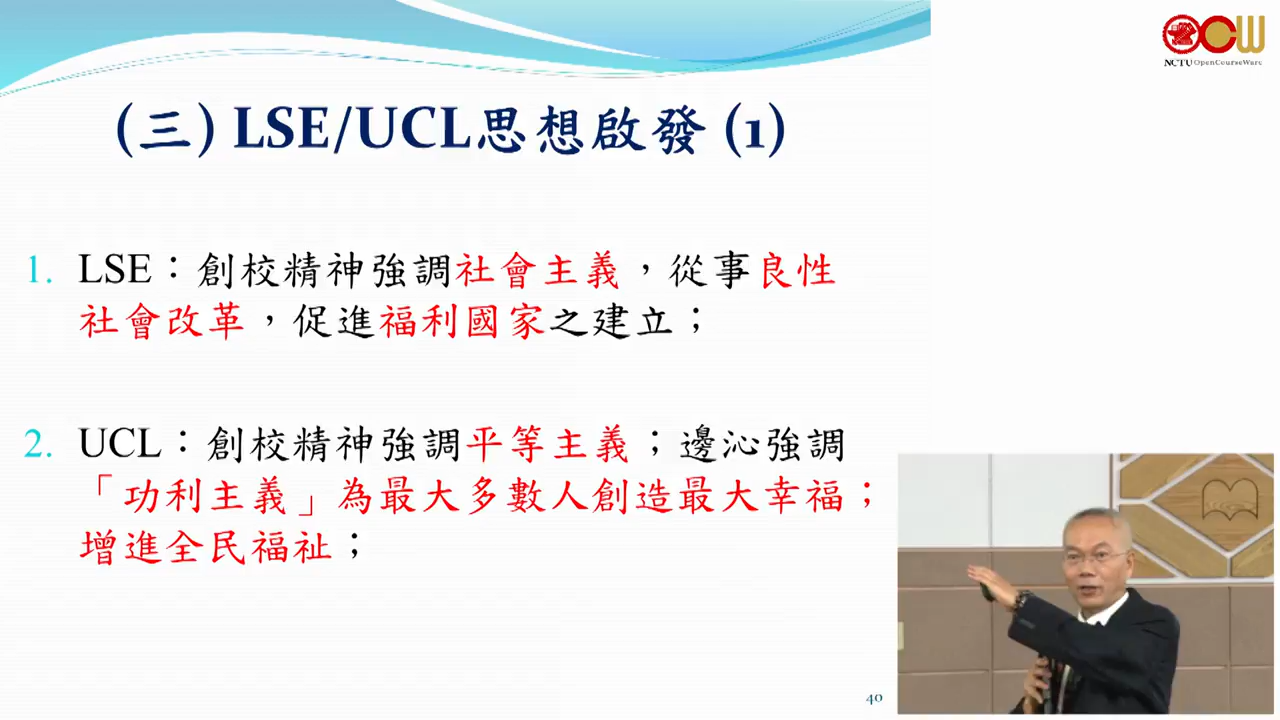 OCW
NCTU OpenCourseWare
(三) LSE/UCL思想啟發 (1)
1. LSE：創校精神強調社會主義，從事良性
社會改革，促進福利國家之建立；
2. UCL：創校精神強調平等主義；邊沁強調
「功利主義」為最大多數人創造最大幸福；
增進全民福祉；
40